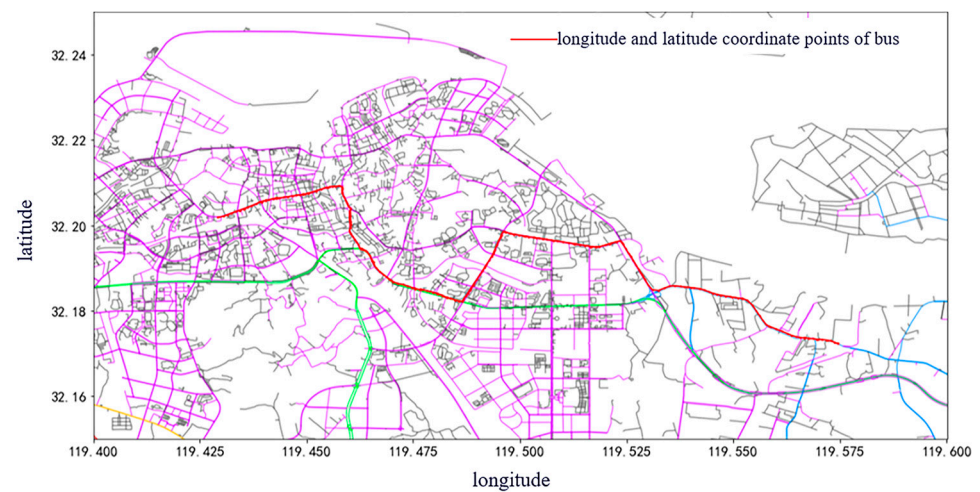 longitude and latitude coordinate points of bus
32.24
32.22
32.20
32.18
32.16
latitude
119.400 119.425 119.450 119.475 119.500 119.525 119.550 119.575 119.600
longitude